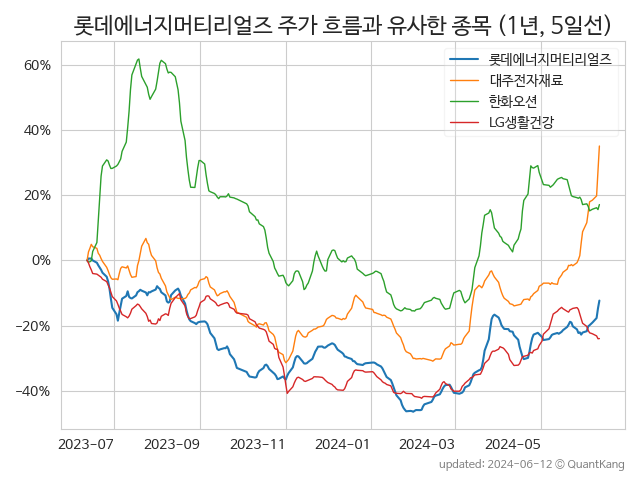 롯데에너지머티리얼즈 주가 흐름과 유사한 종목 (1년, 5일선)
롯데에너지머티리얼즈
대주전자재료
한화오션
LG생활건강
60%
40%
20%
0%
−20%
−40%
2023-07
2023-09
2023-11
2024-01
2024-03
2024-05
updated: 2024-06-12 © QuantKang